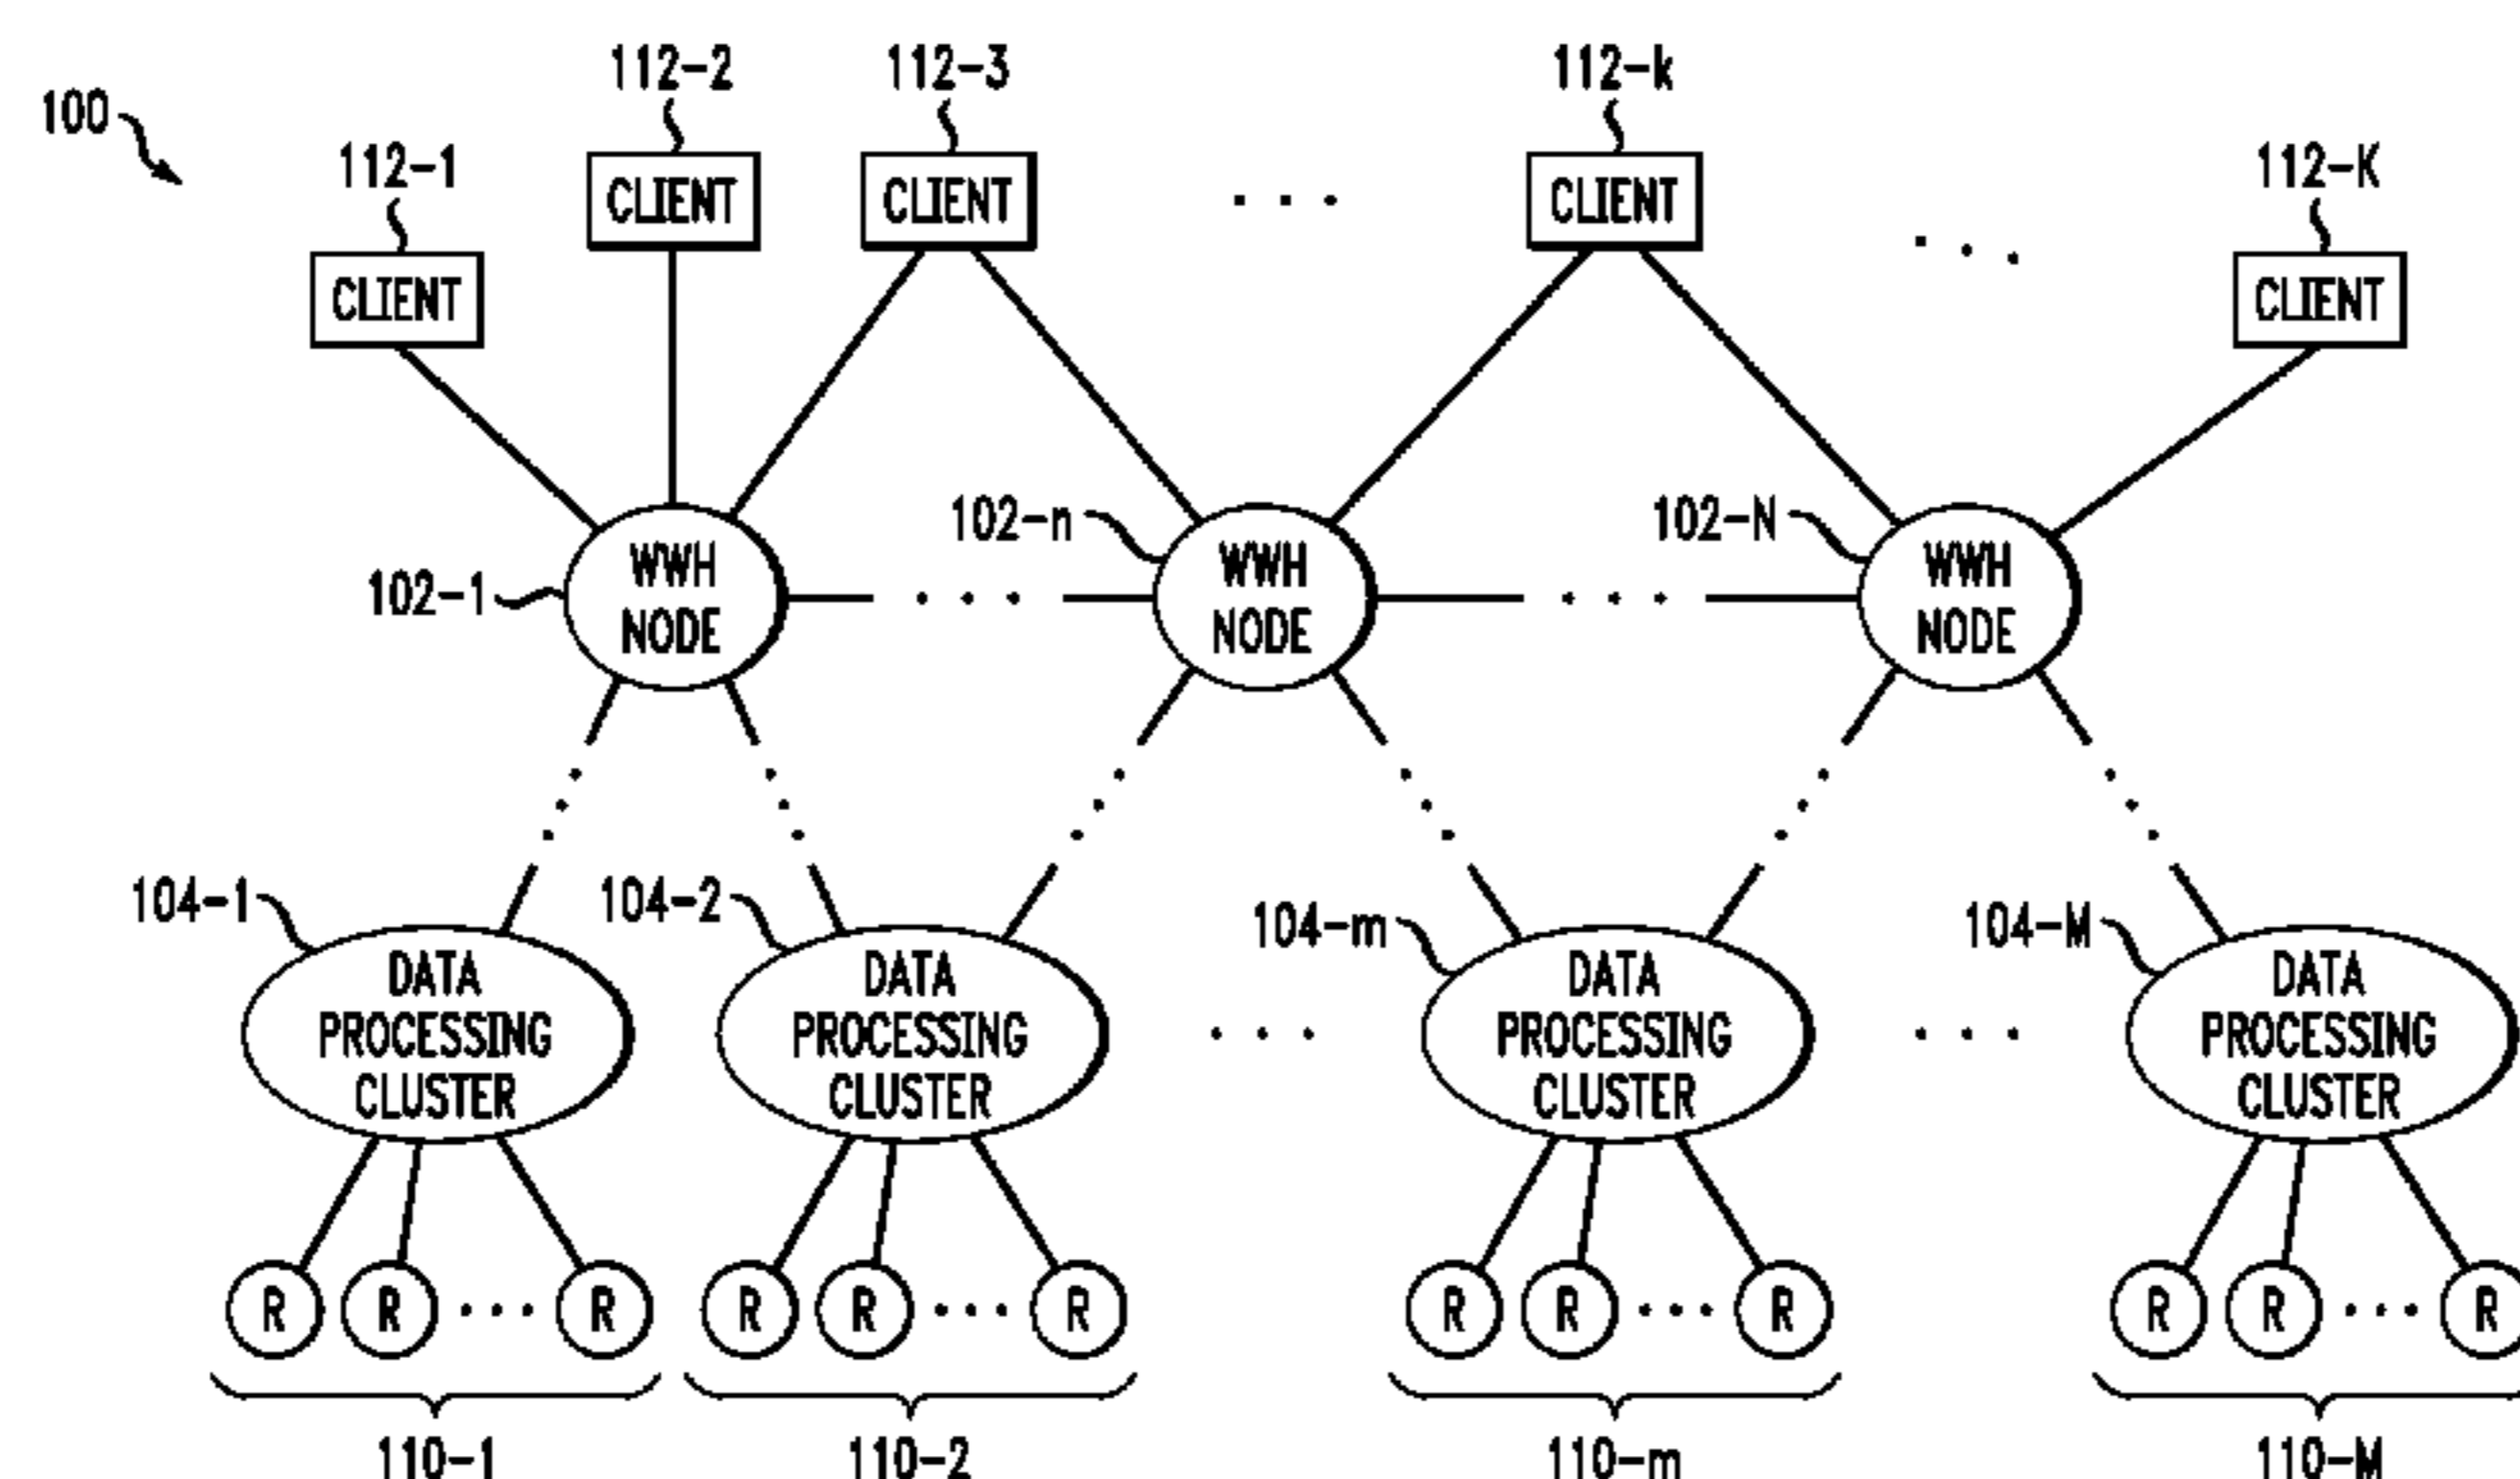 100
112-1
112-2
112-3
112-k
112-K
CLIENT
CLIENT
CLIENT
CLIENT
CLIENT
102-1
102-n
102-N
WWH
NODE
WWH
NODE
WWH
NODE
104-1
104-2
104-m
104-M
DATA
PROCESSING
CLUSTER
DATA
PROCESSING
CLUSTER
DATA
PROCESSING
CLUSTER
DATA
PROCESSING
CLUSTER
R R ... R
R R ... R
R R ... R
R R ... R
110-1
110-2
110-m
110-M